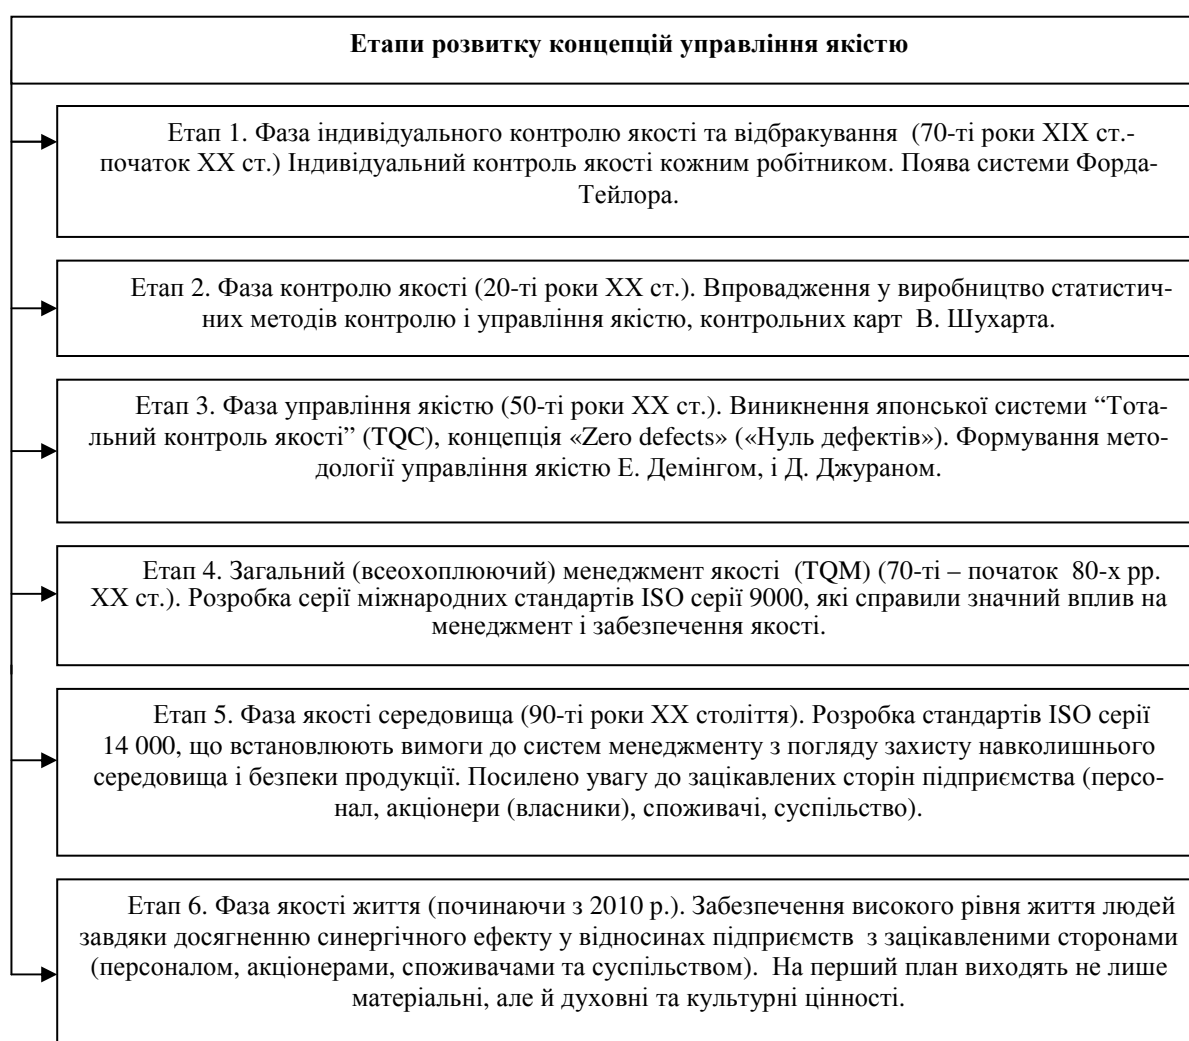 Етапи розвитку концепцій управління якістю
Етап 1. Фаза індивідуального контролю якості та відбракування (70-ті роки ХІХ ст.-
початок ХХ ст.) Індивідуальний контроль якості кожним робітником. Поява системи Форда-
Тейлора.
Етап 2. Фаза контролю якості (20-ті роки ХХ ст.). Впровадження у виробництво статистич-
них методів контролю і управління якістю, контрольних карт В. Шухарта.
Етап 3. Фаза управління якістю (50-ті роки ХХ ст.). Виникнення японської системи “Тота-
льний контроль якості” (TQC), концепція «Zero defects» («Нуль дефектів»). Формування мето-
дології управління якістю Е. Демінгом, і Д. Джураном.
Етап 4. Загальний (всеохоплюючий) менеджмент якості (TQM) (70-ті – початок 80-х рр.
ХХ ст.). Розробка серії міжнародних стандартів ISO серії 9000, які справили значний вплив на
менеджмент і забезпечення якості.
Етап 5. Фаза якості середовища (90-ті роки ХХ століття). Розробка стандартів ISO серії
14 000, що встановлюють вимоги до систем менеджменту з погляду захисту навколишнього
середовища і безпеки продукції. Посилено увагу до зацікавлених сторін підприємства (персо-
нал, акціонери (власники), споживачі, суспільство).
Етап 6. Фаза якості життя (починаючи з 2010 р.). Забезпечення високого рівня життя людей
завдяки досягненню синергічного ефекту у відносинах підприємств з зацікавленими сторонами
(персоналом, акціонерами, споживачами та суспільством). На перший план виходять не лише
матеріальні, але й духовні та культурні цінності.